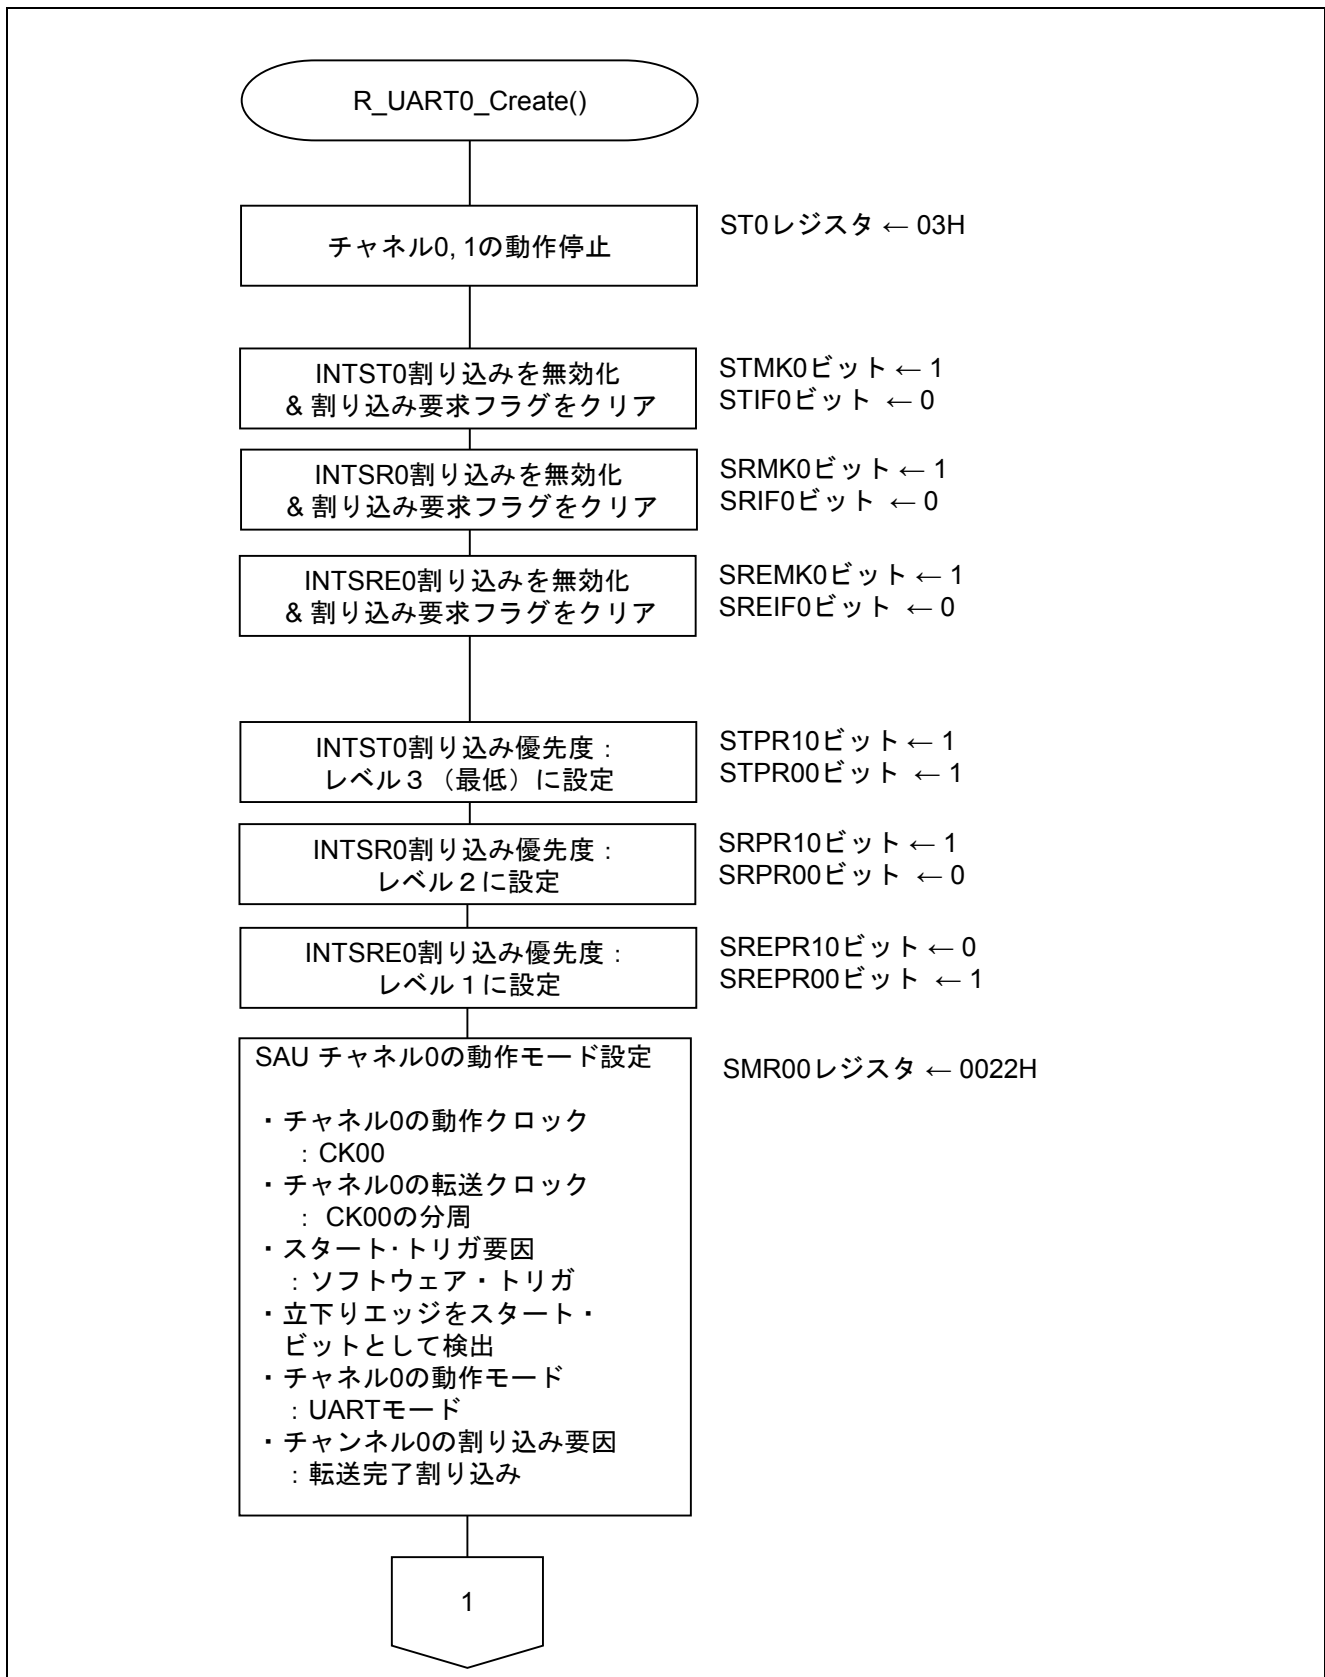 R_UART0_Create()
チャネル0, 1の動作停止
ST0レジスタ ← 03H
INTST0割り込みを無効化
& 割り込み要求フラグをクリア
STMK0ビット ← 1
STIF0ビット ← 0
INTSR0割り込みを無効化
& 割り込み要求フラグをクリア
SRMK0ビット ← 1
SRIF0ビット ← 0
INTSRE0割り込みを無効化
& 割り込み要求フラグをクリア
SREMK0ビット ← 1
SREIF0ビット ← 0
INTST0割り込み優先度：
レベル３（最低）に設定
STPR10ビット ← 1
STPR00ビット ← 1
INTSR0割り込み優先度：
レベル２に設定
SRPR10ビット ← 1
SRPR00ビット ← 0
INTSRE0割り込み優先度：
レベル１に設定
SREPR10ビット ← 0
SREPR00ビット ← 1
SAU チャネル0の動作モード設定
SMR00レジスタ ← 0022H
・チャネル0の動作クロック
：CK00
・チャネル0の転送クロック
： CK00の分周
・スタート･トリガ要因
：ソフトウェア・トリガ
・立下りエッジをスタート・
ビットとして検出
・チャネル0の動作モード
：UARTモード
・チャンネル0の割り込み要因
：転送完了割り込み
1